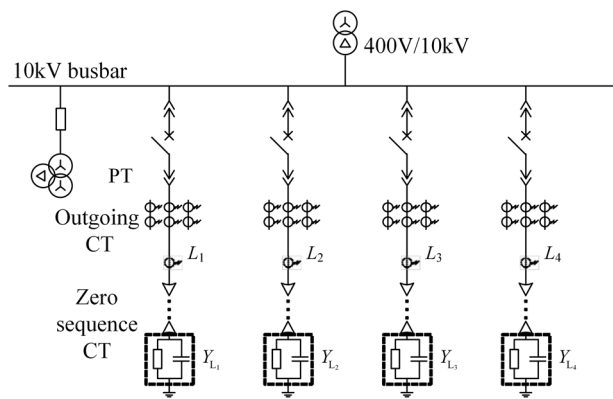 400V/10kV
10kV busbar
PT
Outgoing
CT
L1
L2
L3
L4
Zero
sequence
CT
YL1
YL2
YL3
YL4